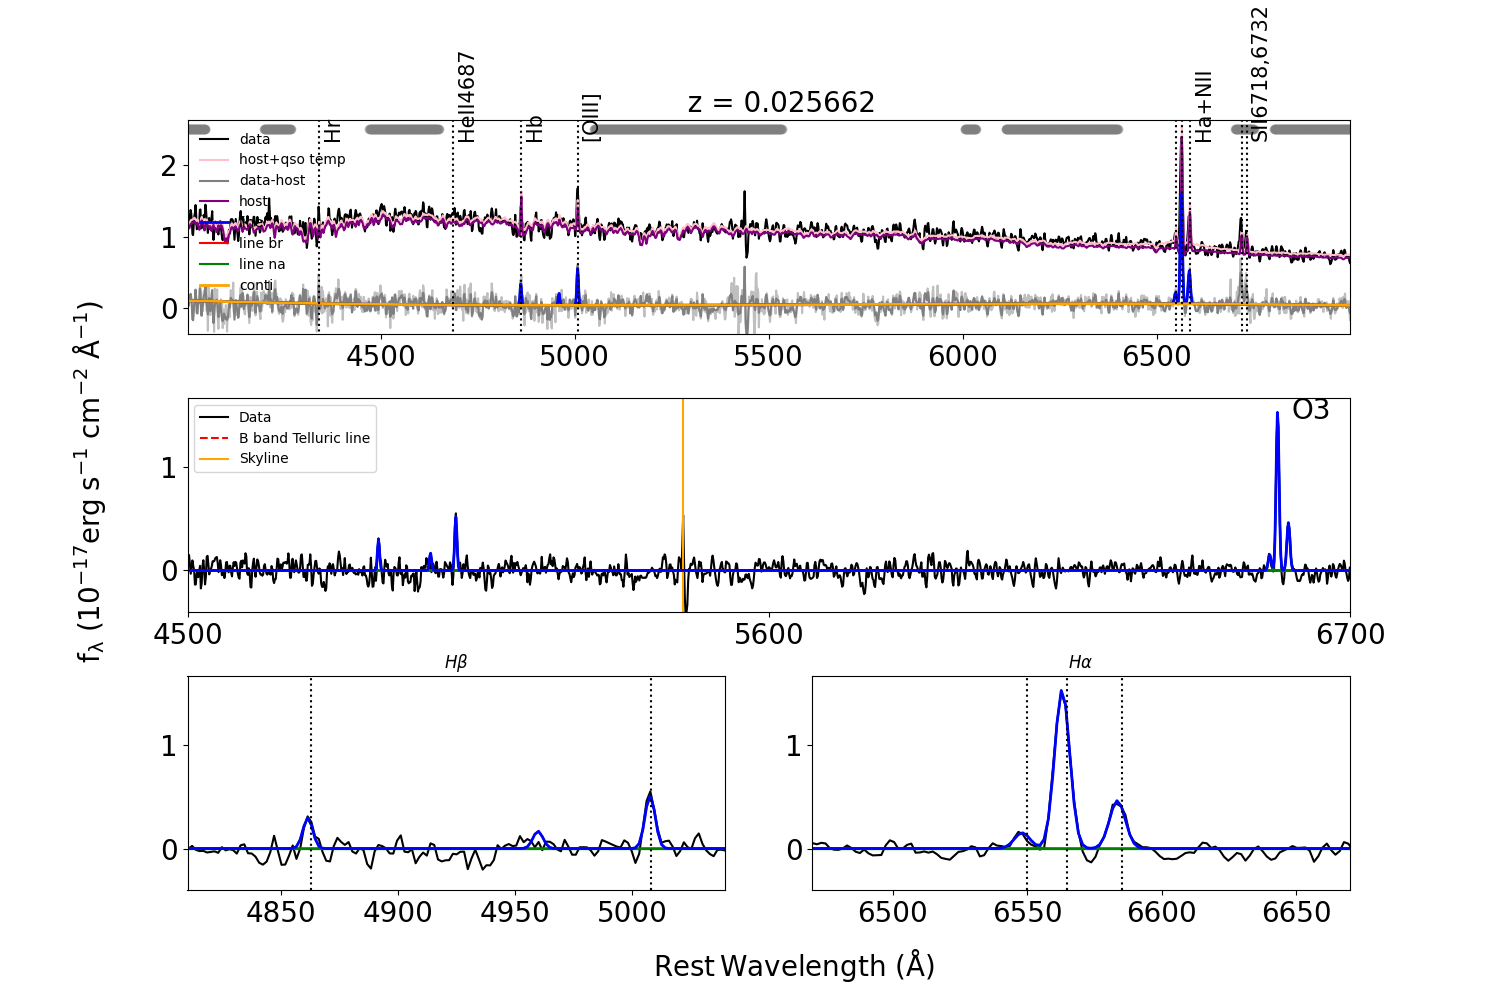 z = 0.025662
Hr
HeII4687
Hb
[OIII]
Ha+NII
SII6718,6732
data
host+qso temp
data-host
host
line br
line na
conti
2
1
0
4500 5000 5500 6000 6500
Data
B band Telluric line
Skyline
O3
1
0
4500 5600 6700
fλ (10⁻¹⁷erg s⁻¹ cm⁻² Å⁻¹)
Hβ
1
0
4850 4900 4950 5000
Hα
1
0
6500 6550 6600 6650
Rest Wavelength (Å)